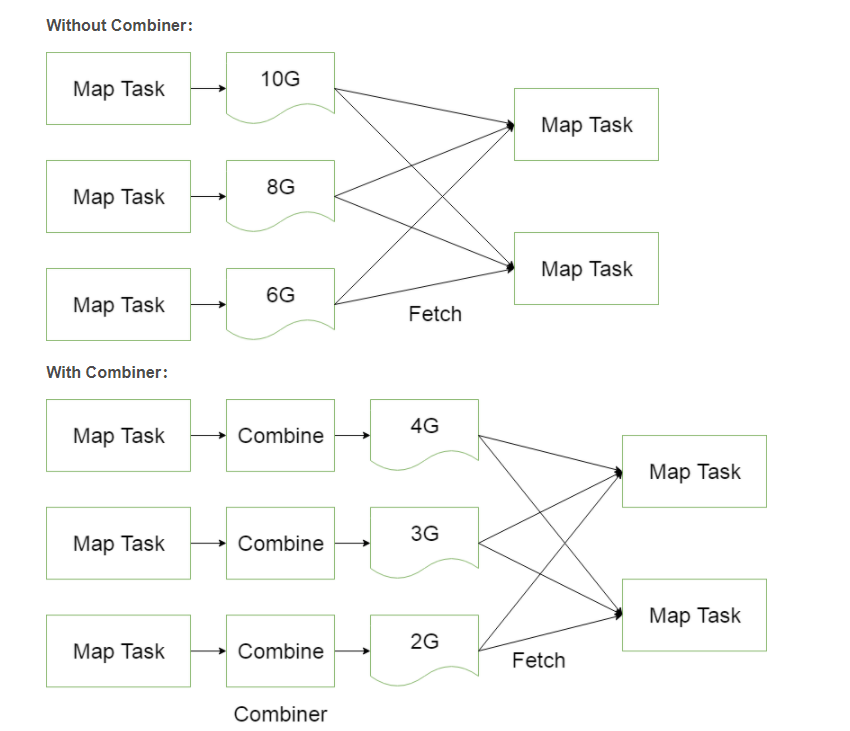 Without Combiner:
Map Task
10G
Map Task
Map Task
8G
Map Task
Map Task
6G
Fetch
With Combiner:
Map Task
Combine
4G
Map Task
Map Task
Combine
3G
Map Task
Map Task
Combine
2G
Fetch
Combiner